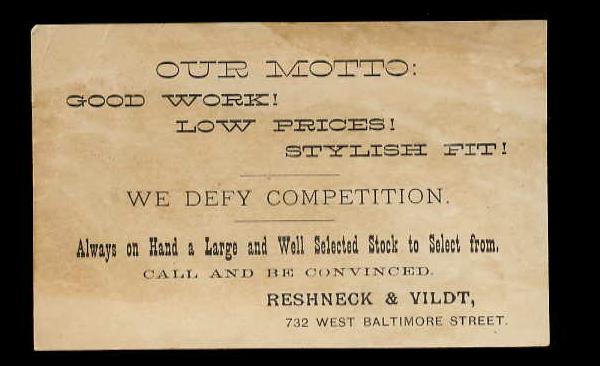 OUR MOTTO:
GOOD WORK!
LOW PRICES!
STYLISH FIT!
WE DEFY COMPETITION.
Always on Hand a Large and Well Selected Stock to Select from.
CALL AND BE CONVINCED.
RESHNECK & VILDT,
732 WEST BALTIMORE STREET.